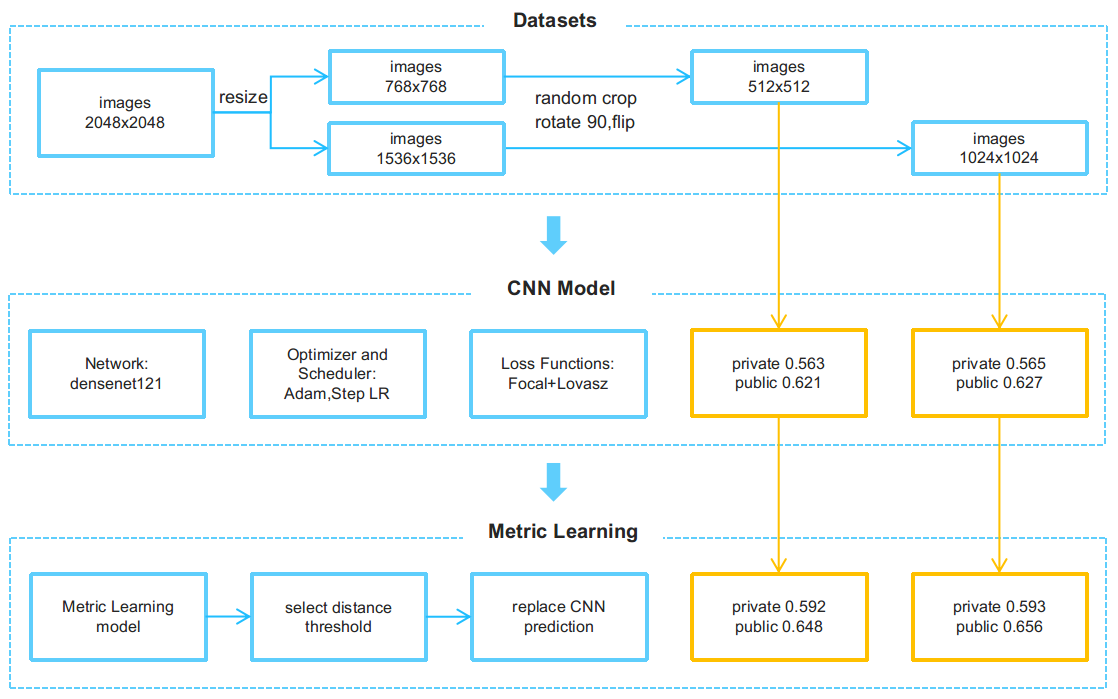 Datasets
images
2048x2048
resize
images
768x768
images
1536x1536
random crop
rotate 90,flip
images
512x512
images
1024x1024
CNN Model
Network:
densenet121
Optimizer and
Scheduler:
Adam,Step LR
Loss Functions:
Focal+Lovasz
private 0.563
public 0.621
private 0.565
public 0.627
Metric Learning
Metric Learning
model
select distance
threshold
replace CNN
prediction
private 0.592
public 0.648
private 0.593
public 0.656